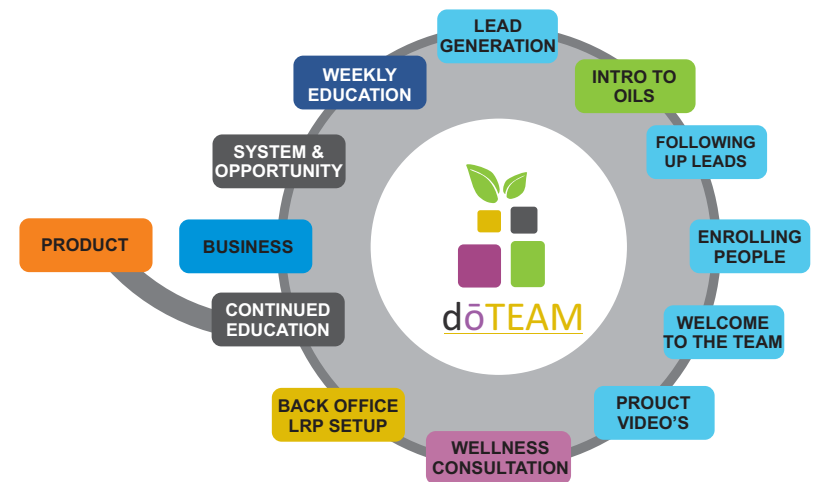 LEAD
GENERATION
INTRO TO
OILS
FOLLOWING
UP LEADS
ENROLLING
PEOPLE
WELCOME
TO THE TEAM
PROUCT
VIDEO'S
WELLNESS
CONSULTATION
BACK OFFICE
LRP SETUP
CONTINUED
EDUCATION
PRODUCT
BUSINESS
SYSTEM &
OPPORTUNITY
WEEKLY
EDUCATION
dōTEAM